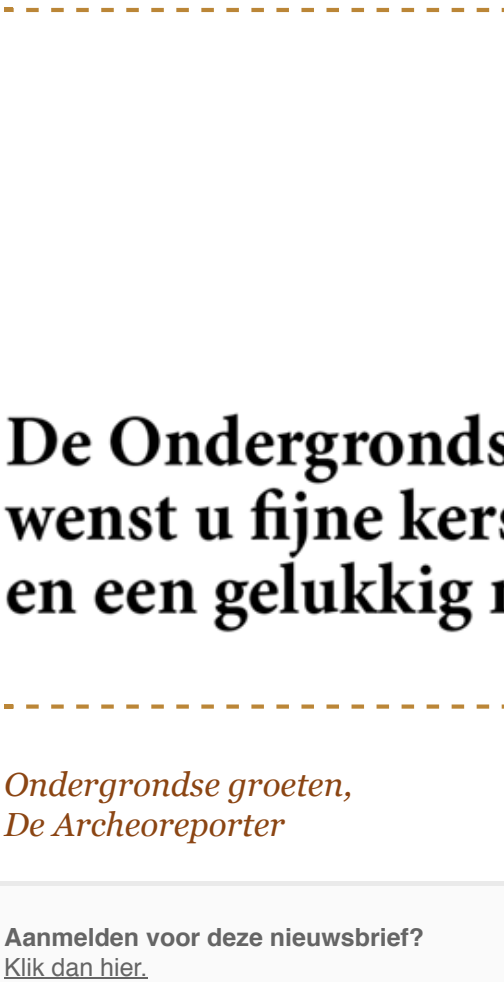 De Ondergronds
wenst u fijne kers
en een gelukkig
Ondergrondse groeten,
De Archeoreporter
Aanmelden voor deze nieuwsbrief?
Klik dan hier.